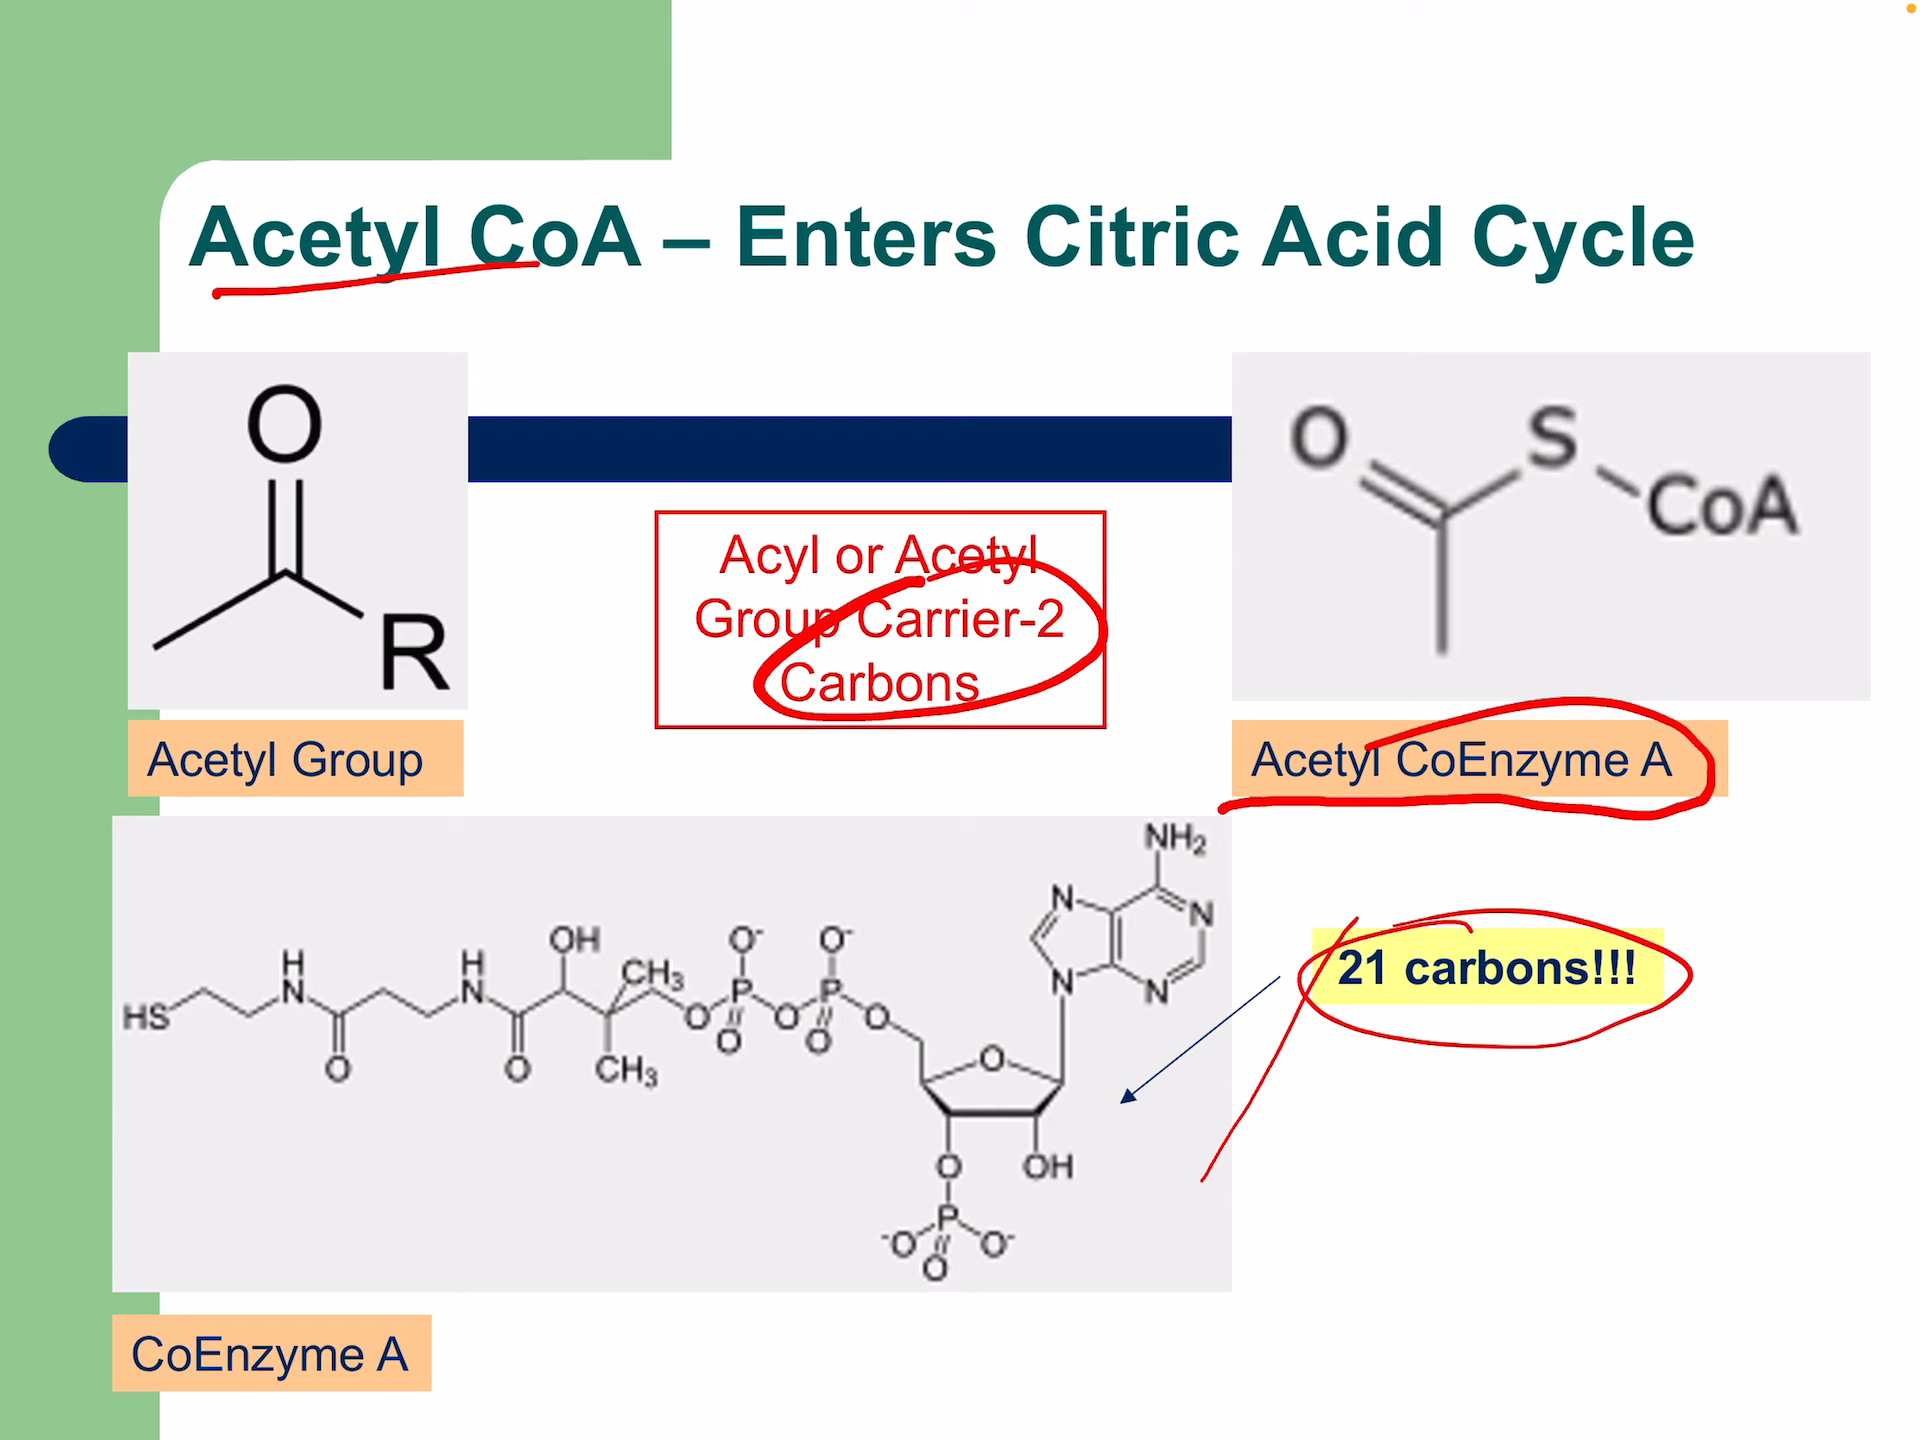 Acetyl CoA – Enters Citric Acid Cycle
O
R
Acetyl Group
Acyl or Acetyl
Group Carrier-2
Carbons
O
S
CoA
Acetyl CoEnzyme A
NH₂
N
N
N
N
HS
H
N
O
H
N
O
OH
CH₃
CH₃
O
O⁻
P
O
O
O⁻
P
O
O
O
O
OH
P
⁻O
O⁻
O
21 carbons!!!
CoEnzyme A